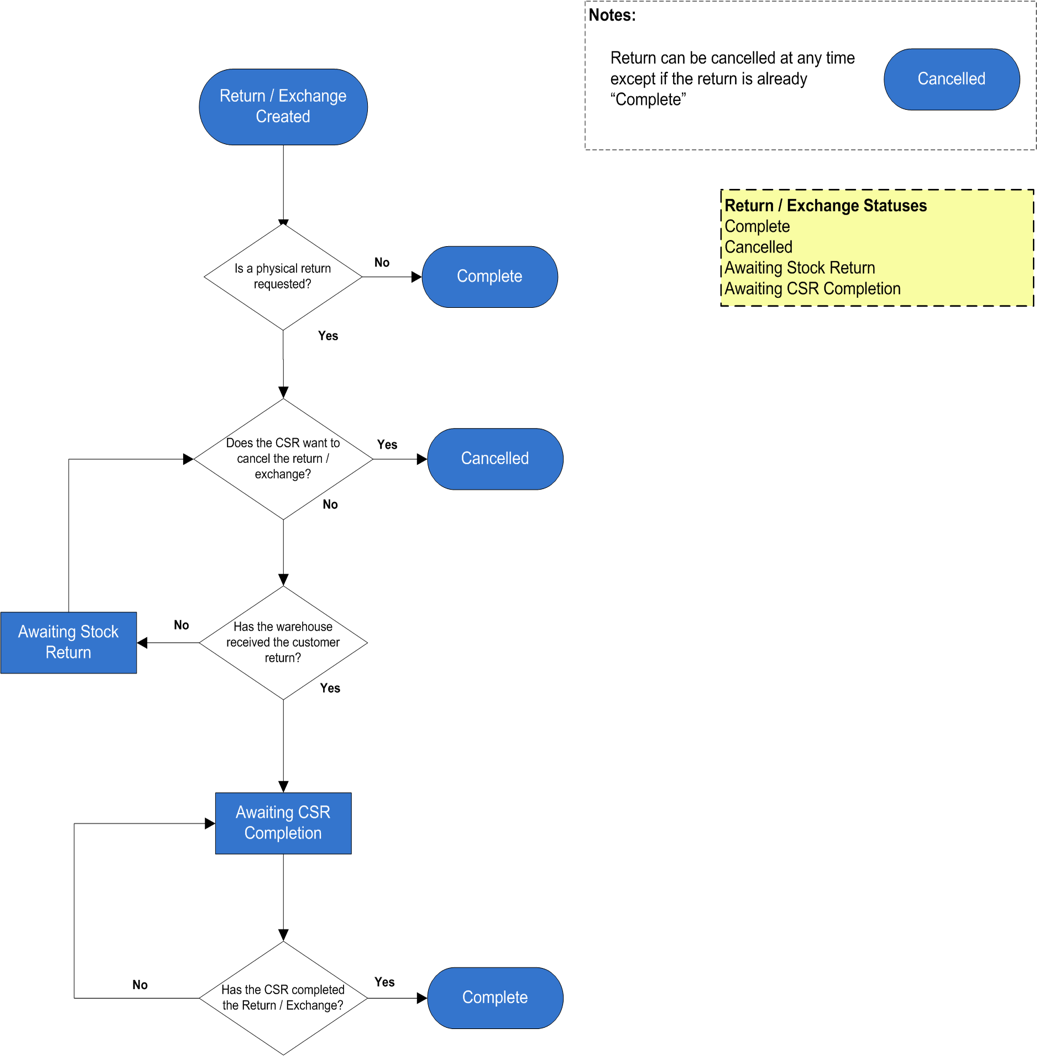 Notes:
Return can be cancelled at any time
except if the return is already
“Complete”
Cancelled
Return / Exchange Statuses
Complete
Cancelled
Awaiting Stock Return
Awaiting CSR Completion
Return / Exchange
Created
Is a physical return
requested?
No
Complete
Yes
Does the CSR want to
cancel the return /
exchange?
Yes
Cancelled
No
Has the warehouse
received the customer
return?
No
Awaiting Stock
Return
Yes
Awaiting CSR
Completion
Has the CSR completed
the Return / Exchange?
No
Yes
Complete